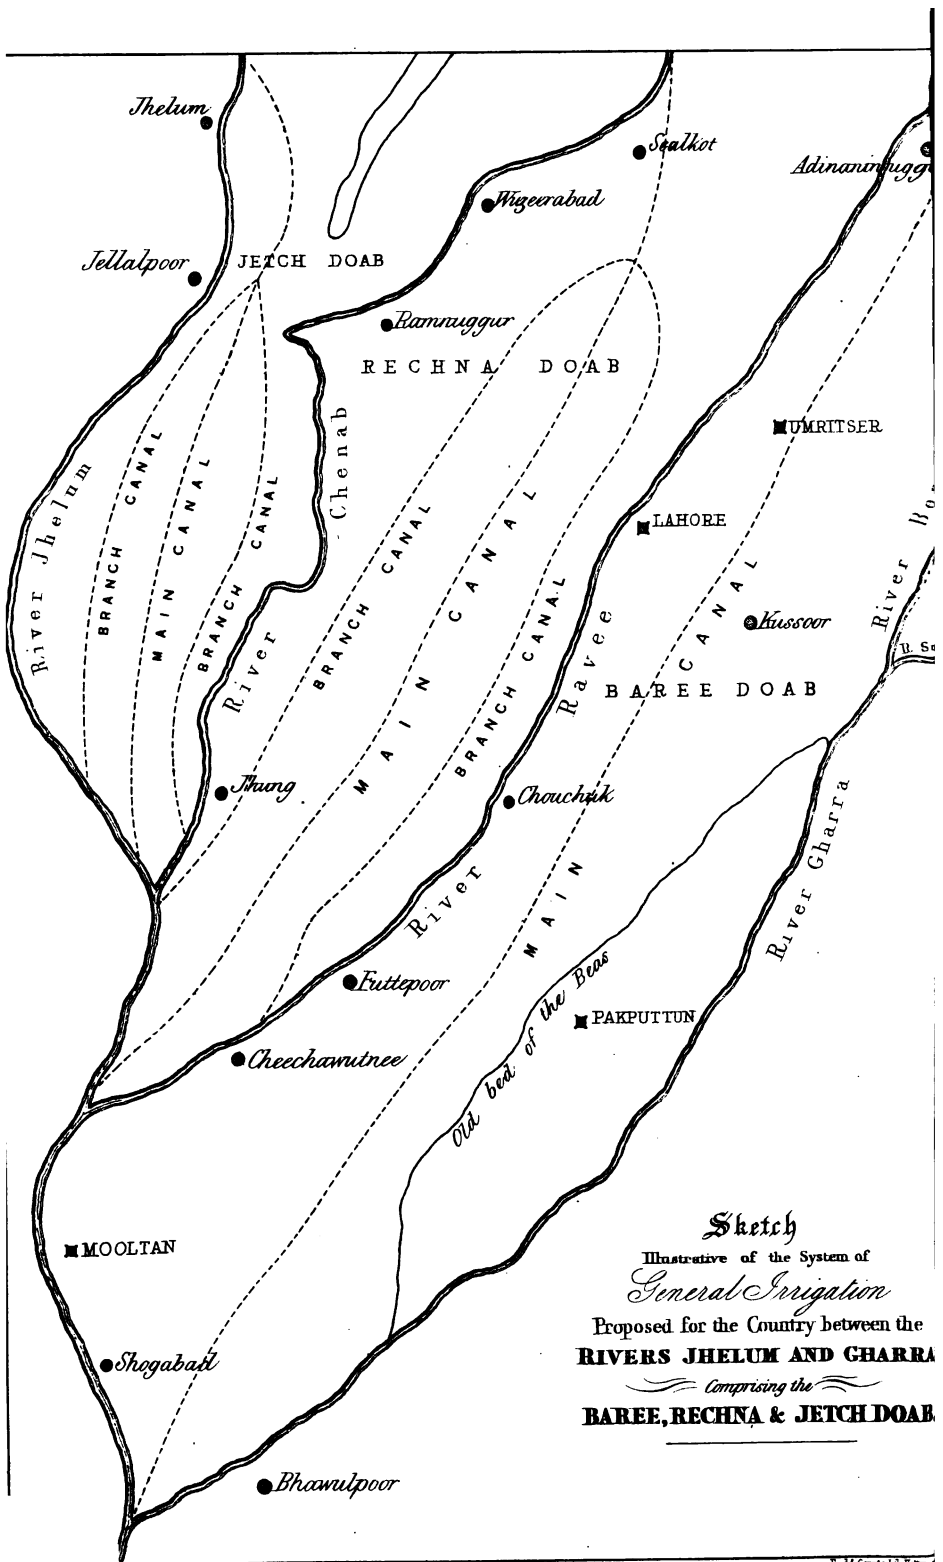 Jhelum
Sealkot
Wuzeerabad
Jellalpoor
JETCH DOAB
Ramnuggur
RECHNA DOAB
UMRITSER
LAHORE
River Jhelum
BRANCH CANAL
MAIN CANAL
BRANCH CANAL
River Chenab
BRANCH CANAL
MAIN CANAL
BRANCH CANAL
River Ravee
MAIN CANAL
River
Kussoor
BAREE DOAB
Jhung
Chouchuk
River Gharra
Futtepoor
Old bed of the Beas
PAKPUTTUN
Cheechawutnee
MOOLTAN
Shogabad
Bhawulpoor
Sketch
Illustrative of the System of
General Irrigation
Proposed for the Country between the
RIVERS JHELUM AND GHARRA
Comprising the
BAREE, RECHNA & JETCH DOAB